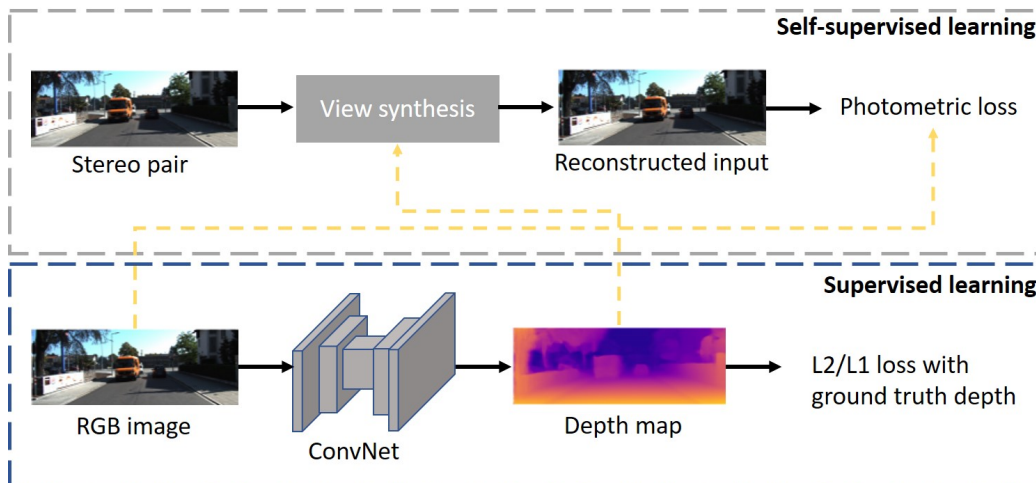 Self-supervised learning
View synthesis
Photometric loss
Stereo pair
Reconstructed input
Supervised learning
L2/L1 loss with
ground truth depth
RGB image
ConvNet
Depth map